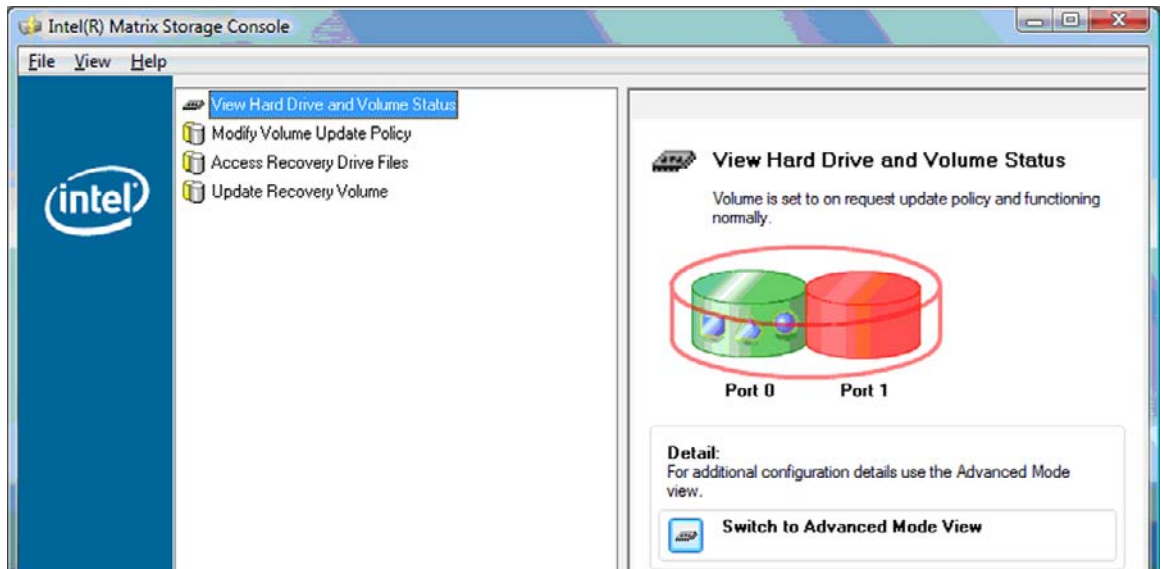 Intel(R) Matrix Storage Console
File View Help
View Hard Drive and Volume Status
Modify Volume Update Policy
Access Recovery Drive Files
Update Recovery Volume
intel
View Hard Drive and Volume Status
Volume is set to on request update policy and functioning
normally.
Port 0 Port 1
Detail:
For additional configuration details use the Advanced Mode
view.
Switch to Advanced Mode View